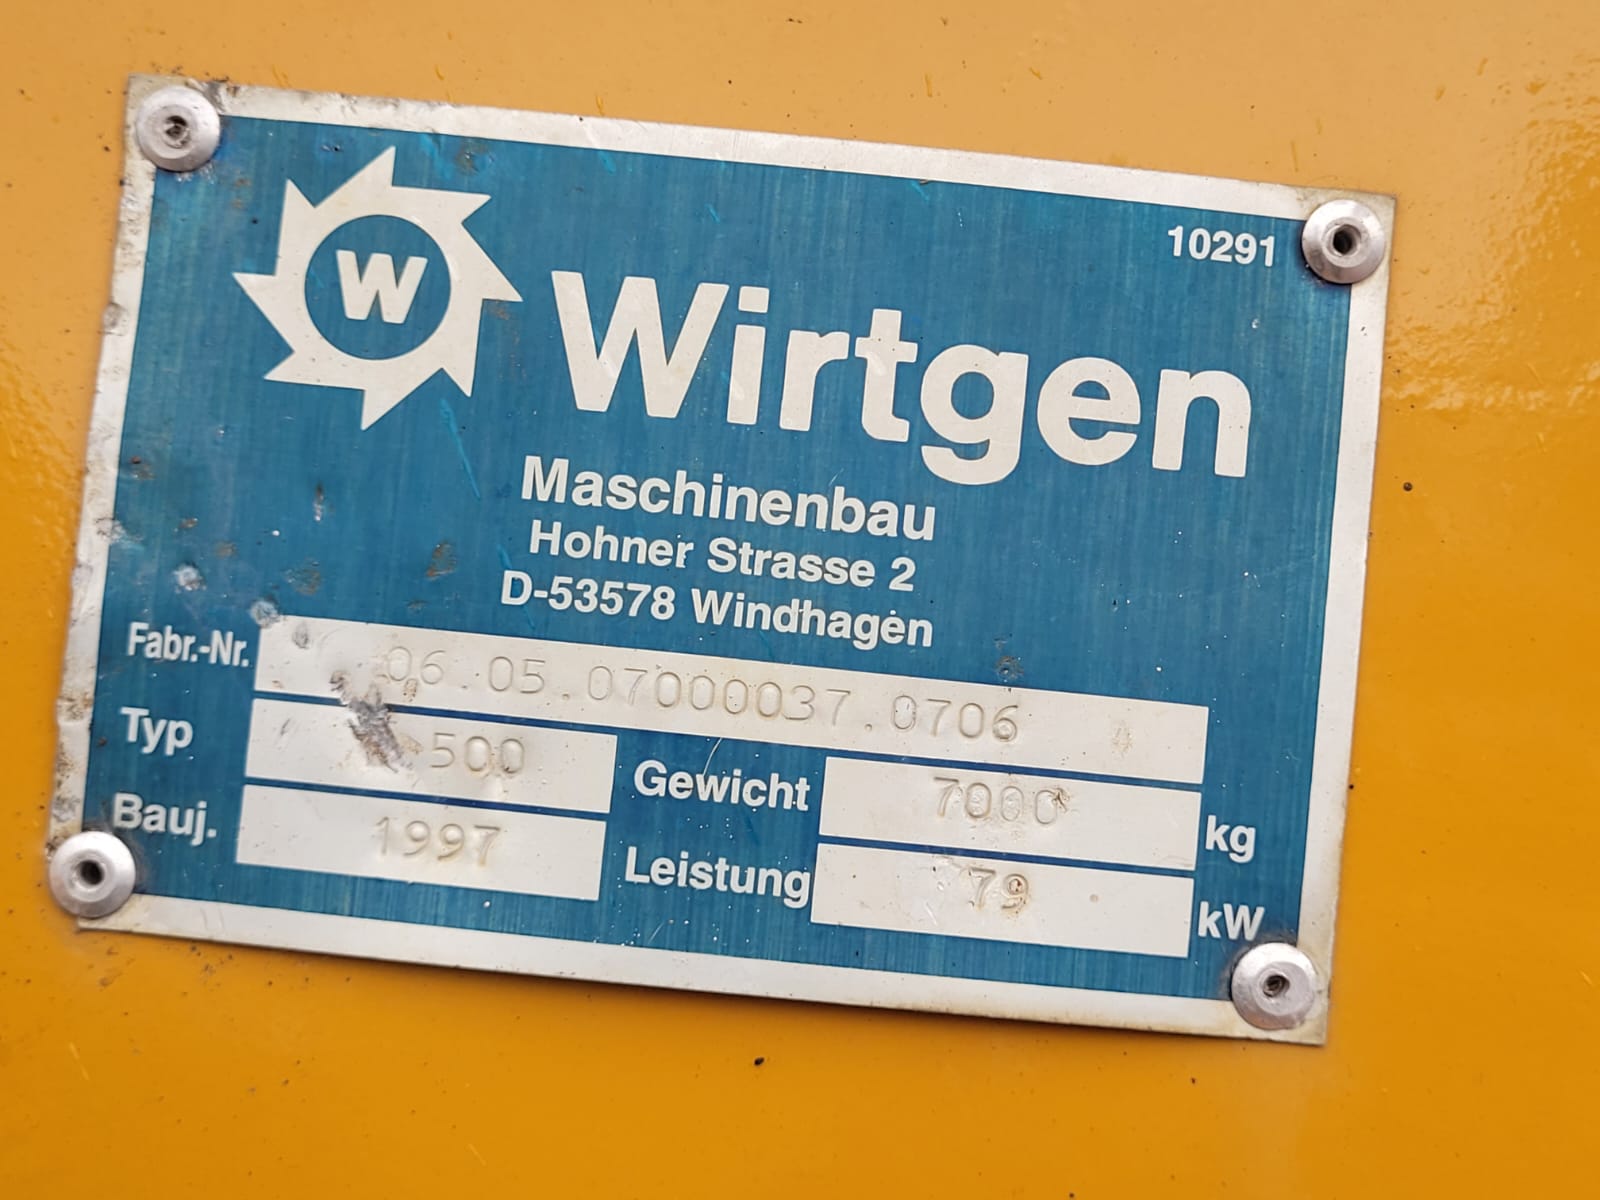 10291
W
Wirtgen
Maschinenbau
Hohner Strasse 2
D-53578 Windhagen
Fabr.-Nr. 06.05.07000037.0706
Typ 500 Gewicht 7000 kg
Bauj. 1997 Leistung 79 kW